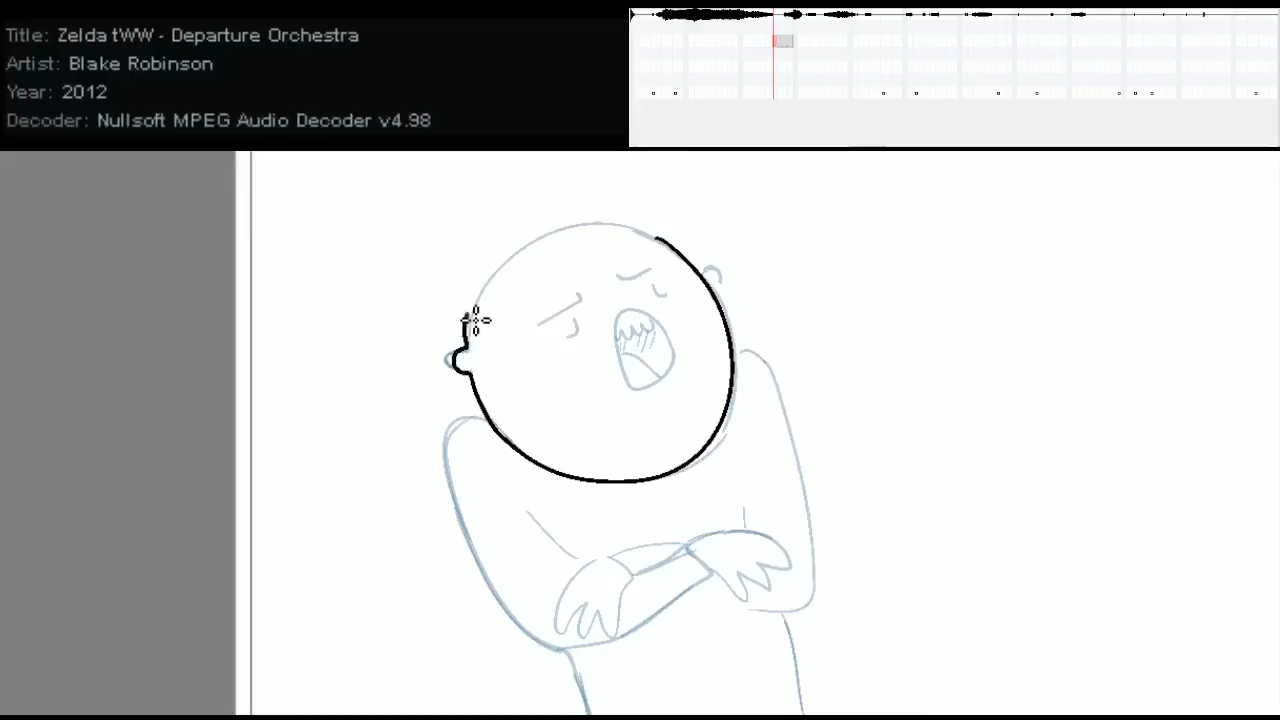 Title: Zelda tWW - Departure Orchestra
Artist: Blake Robinson
Year: 2012
Decoder: Nullsoft MPEG Audio Decoder v4.98